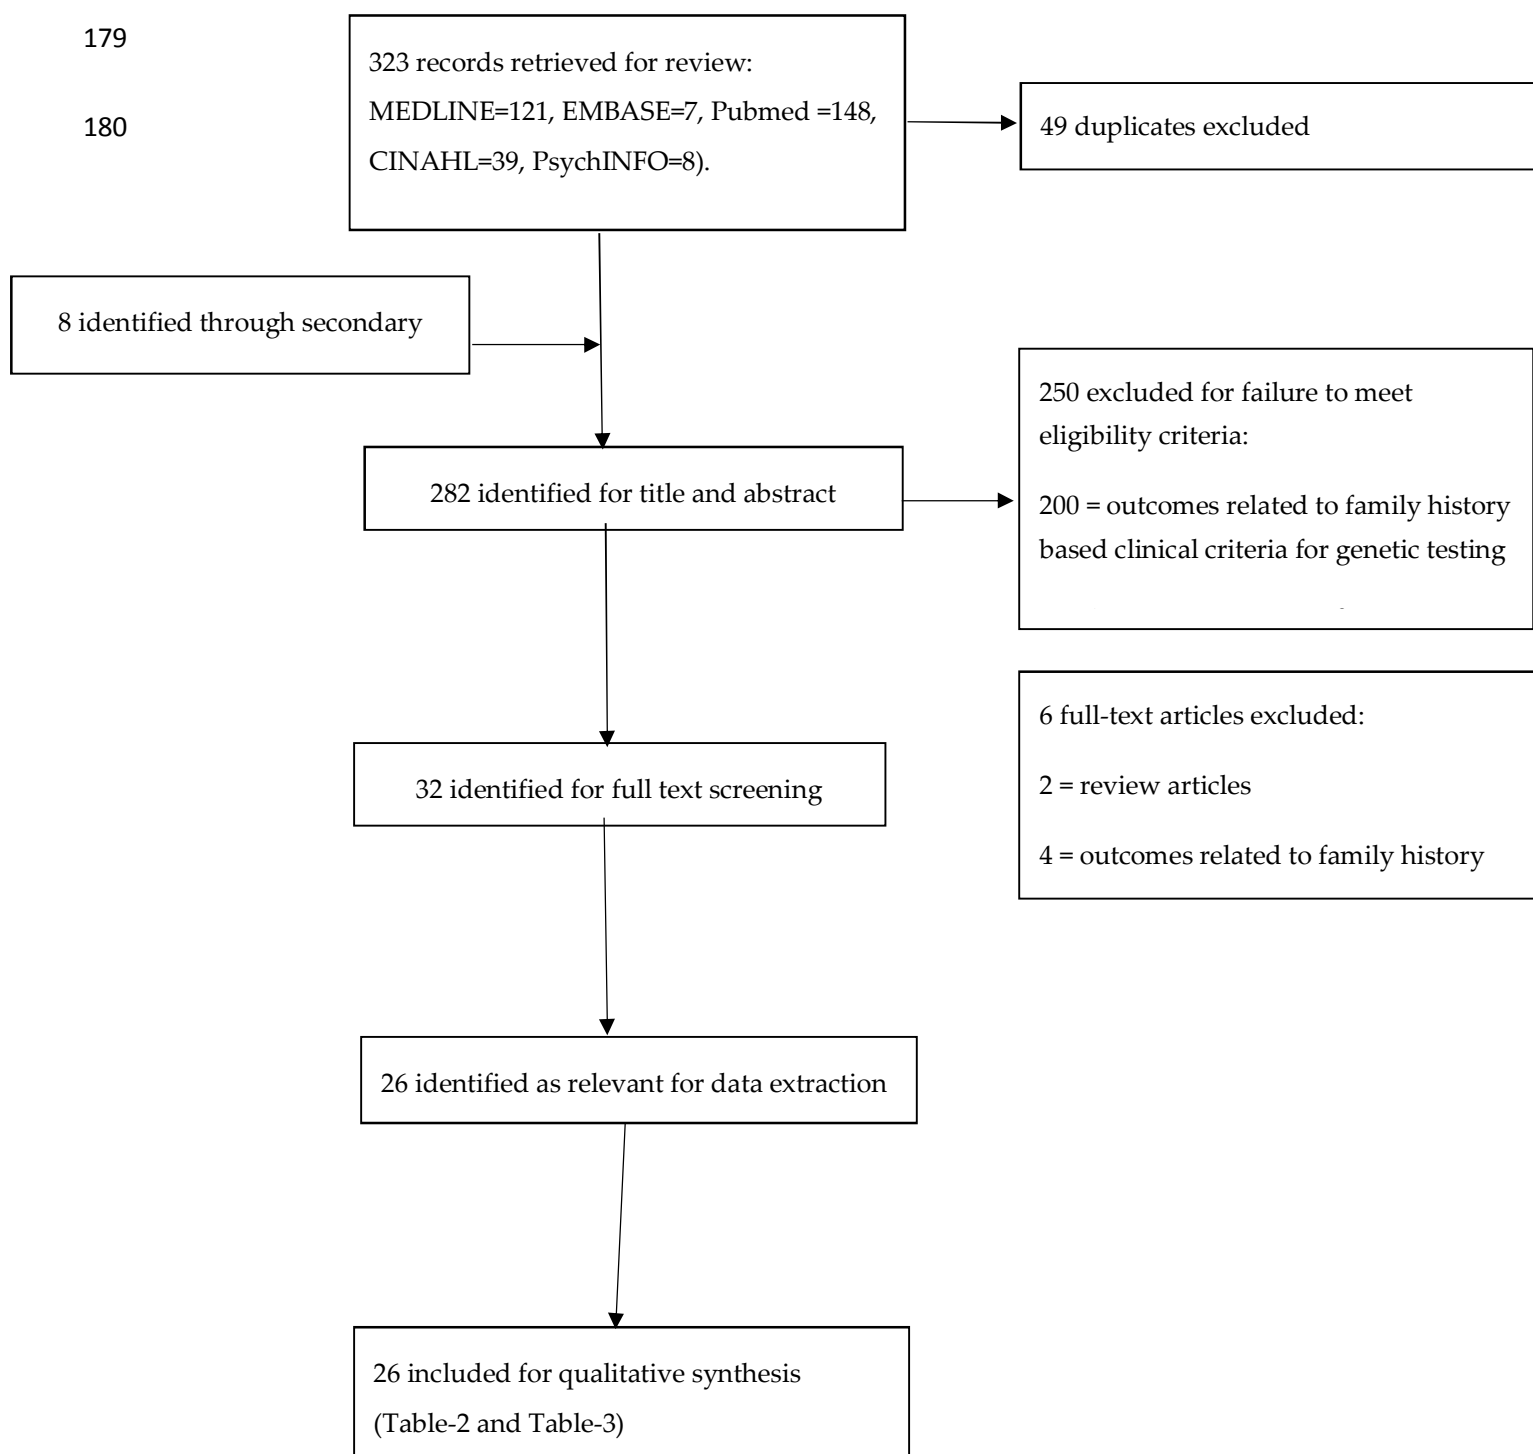 179
323 records retrieved for review:
MEDLINE=121, EMBASE=7, Pubmed =148,
CINAHL=39, PsychINFO=8).
180
49 duplicates excluded
8 identified through secondary
282 identified for title and abstract
250 excluded for failure to meet
eligibility criteria:
200 = outcomes related to family history
based clinical criteria for genetic testing
32 identified for full text screening
6 full-text articles excluded:
2 = review articles
4 = outcomes related to family history
26 identified as relevant for data extraction
26 included for qualitative synthesis
(Table-2 and Table-3)